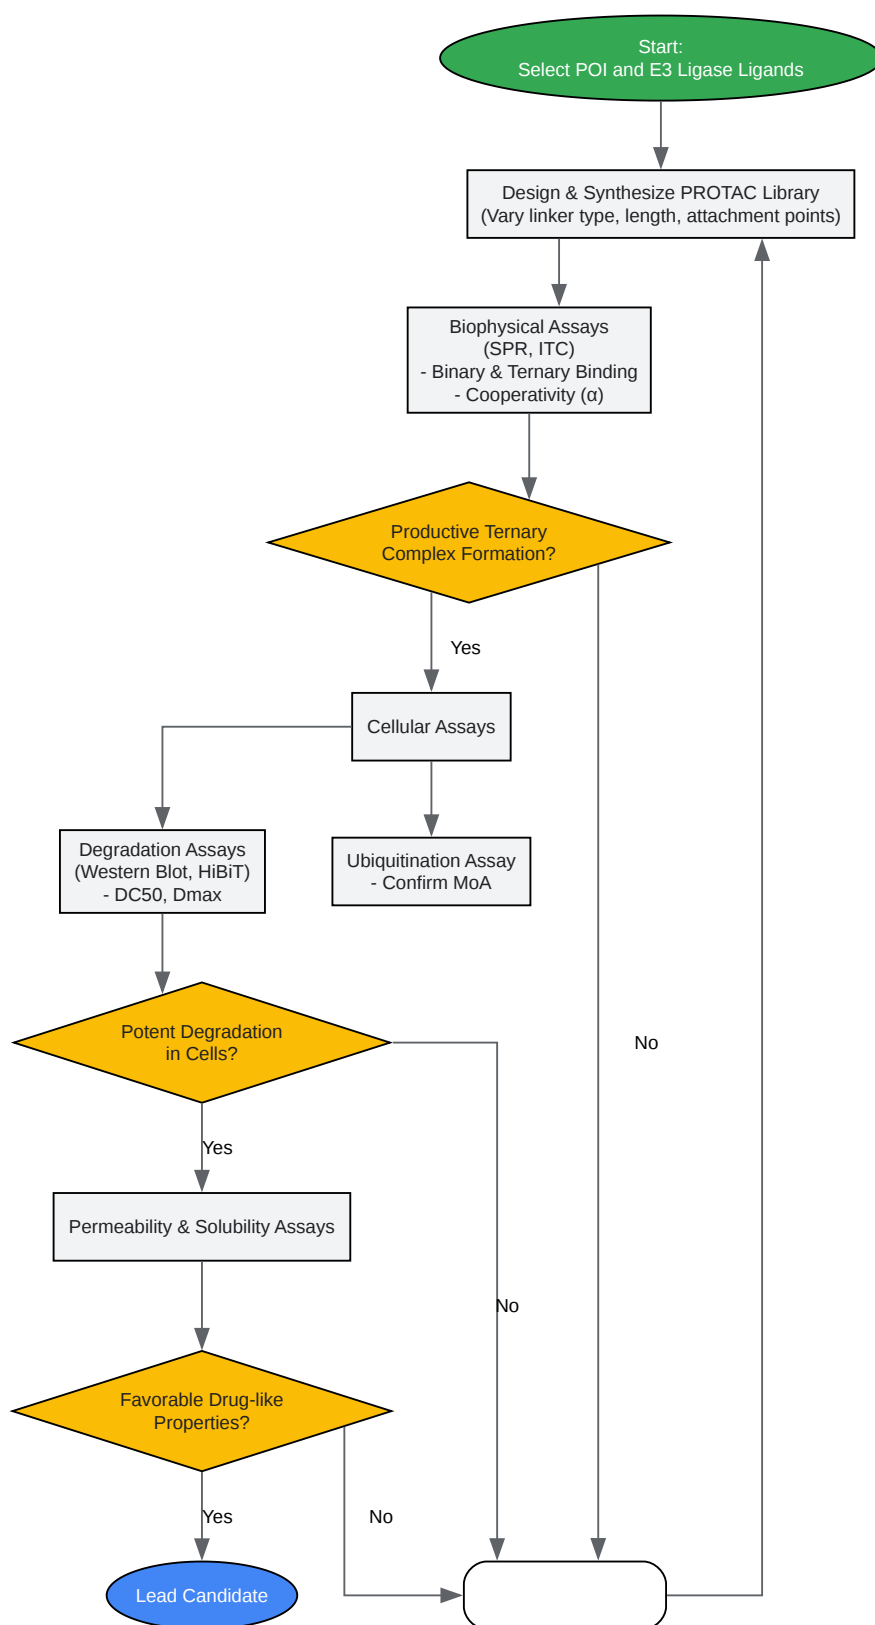 Start:
Select POI and E3 Ligase Ligands
Design & Synthesize PROTAC Library
(Vary linker type, length, attachment points)
Biophysical Assays
(SPR, ITC)
- Binary & Ternary Binding
- Cooperativity (α)
Productive Ternary
Complex Formation?
Yes
Cellular Assays
Degradation Assays
(Western Blot, HiBiT)
- DC50, Dmax
Ubiquitination Assay
- Confirm MoA
Potent Degradation
in Cells?
No
Yes
Permeability & Solubility Assays
No
Favorable Drug-like
Properties?
Yes
No
Lead Candidate